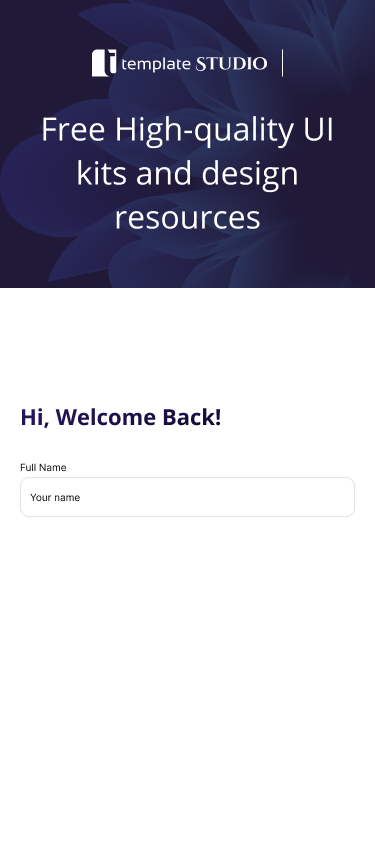 template STUDIO
Free High-quality UI
kits and design
resources
Hi, Welcome Back!
Full Name
Your name